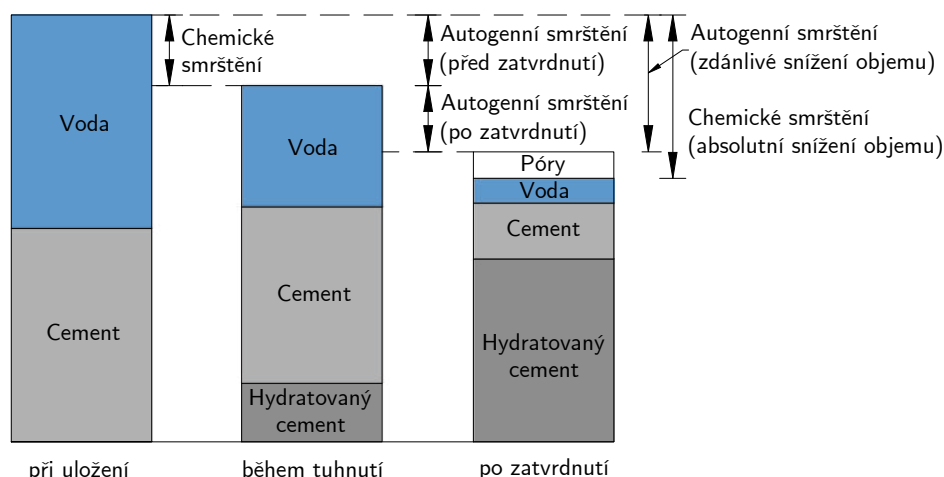 Voda
Cement
při uložení
Chemické
smrštění
Voda
Cement
Hydratovaný
cement
během tuhnutí
Autogenní smrštění
(před zatvrdnutí)
Autogenní smrštění
(po zatvrdnutí)
Póry
Voda
Cement
Hydratovaný
cement
po zatvrdnutí
Autogenní smrštění
(zdánlivé snížení objemu)
Chemické smrštění
(absolutní snížení objemu)